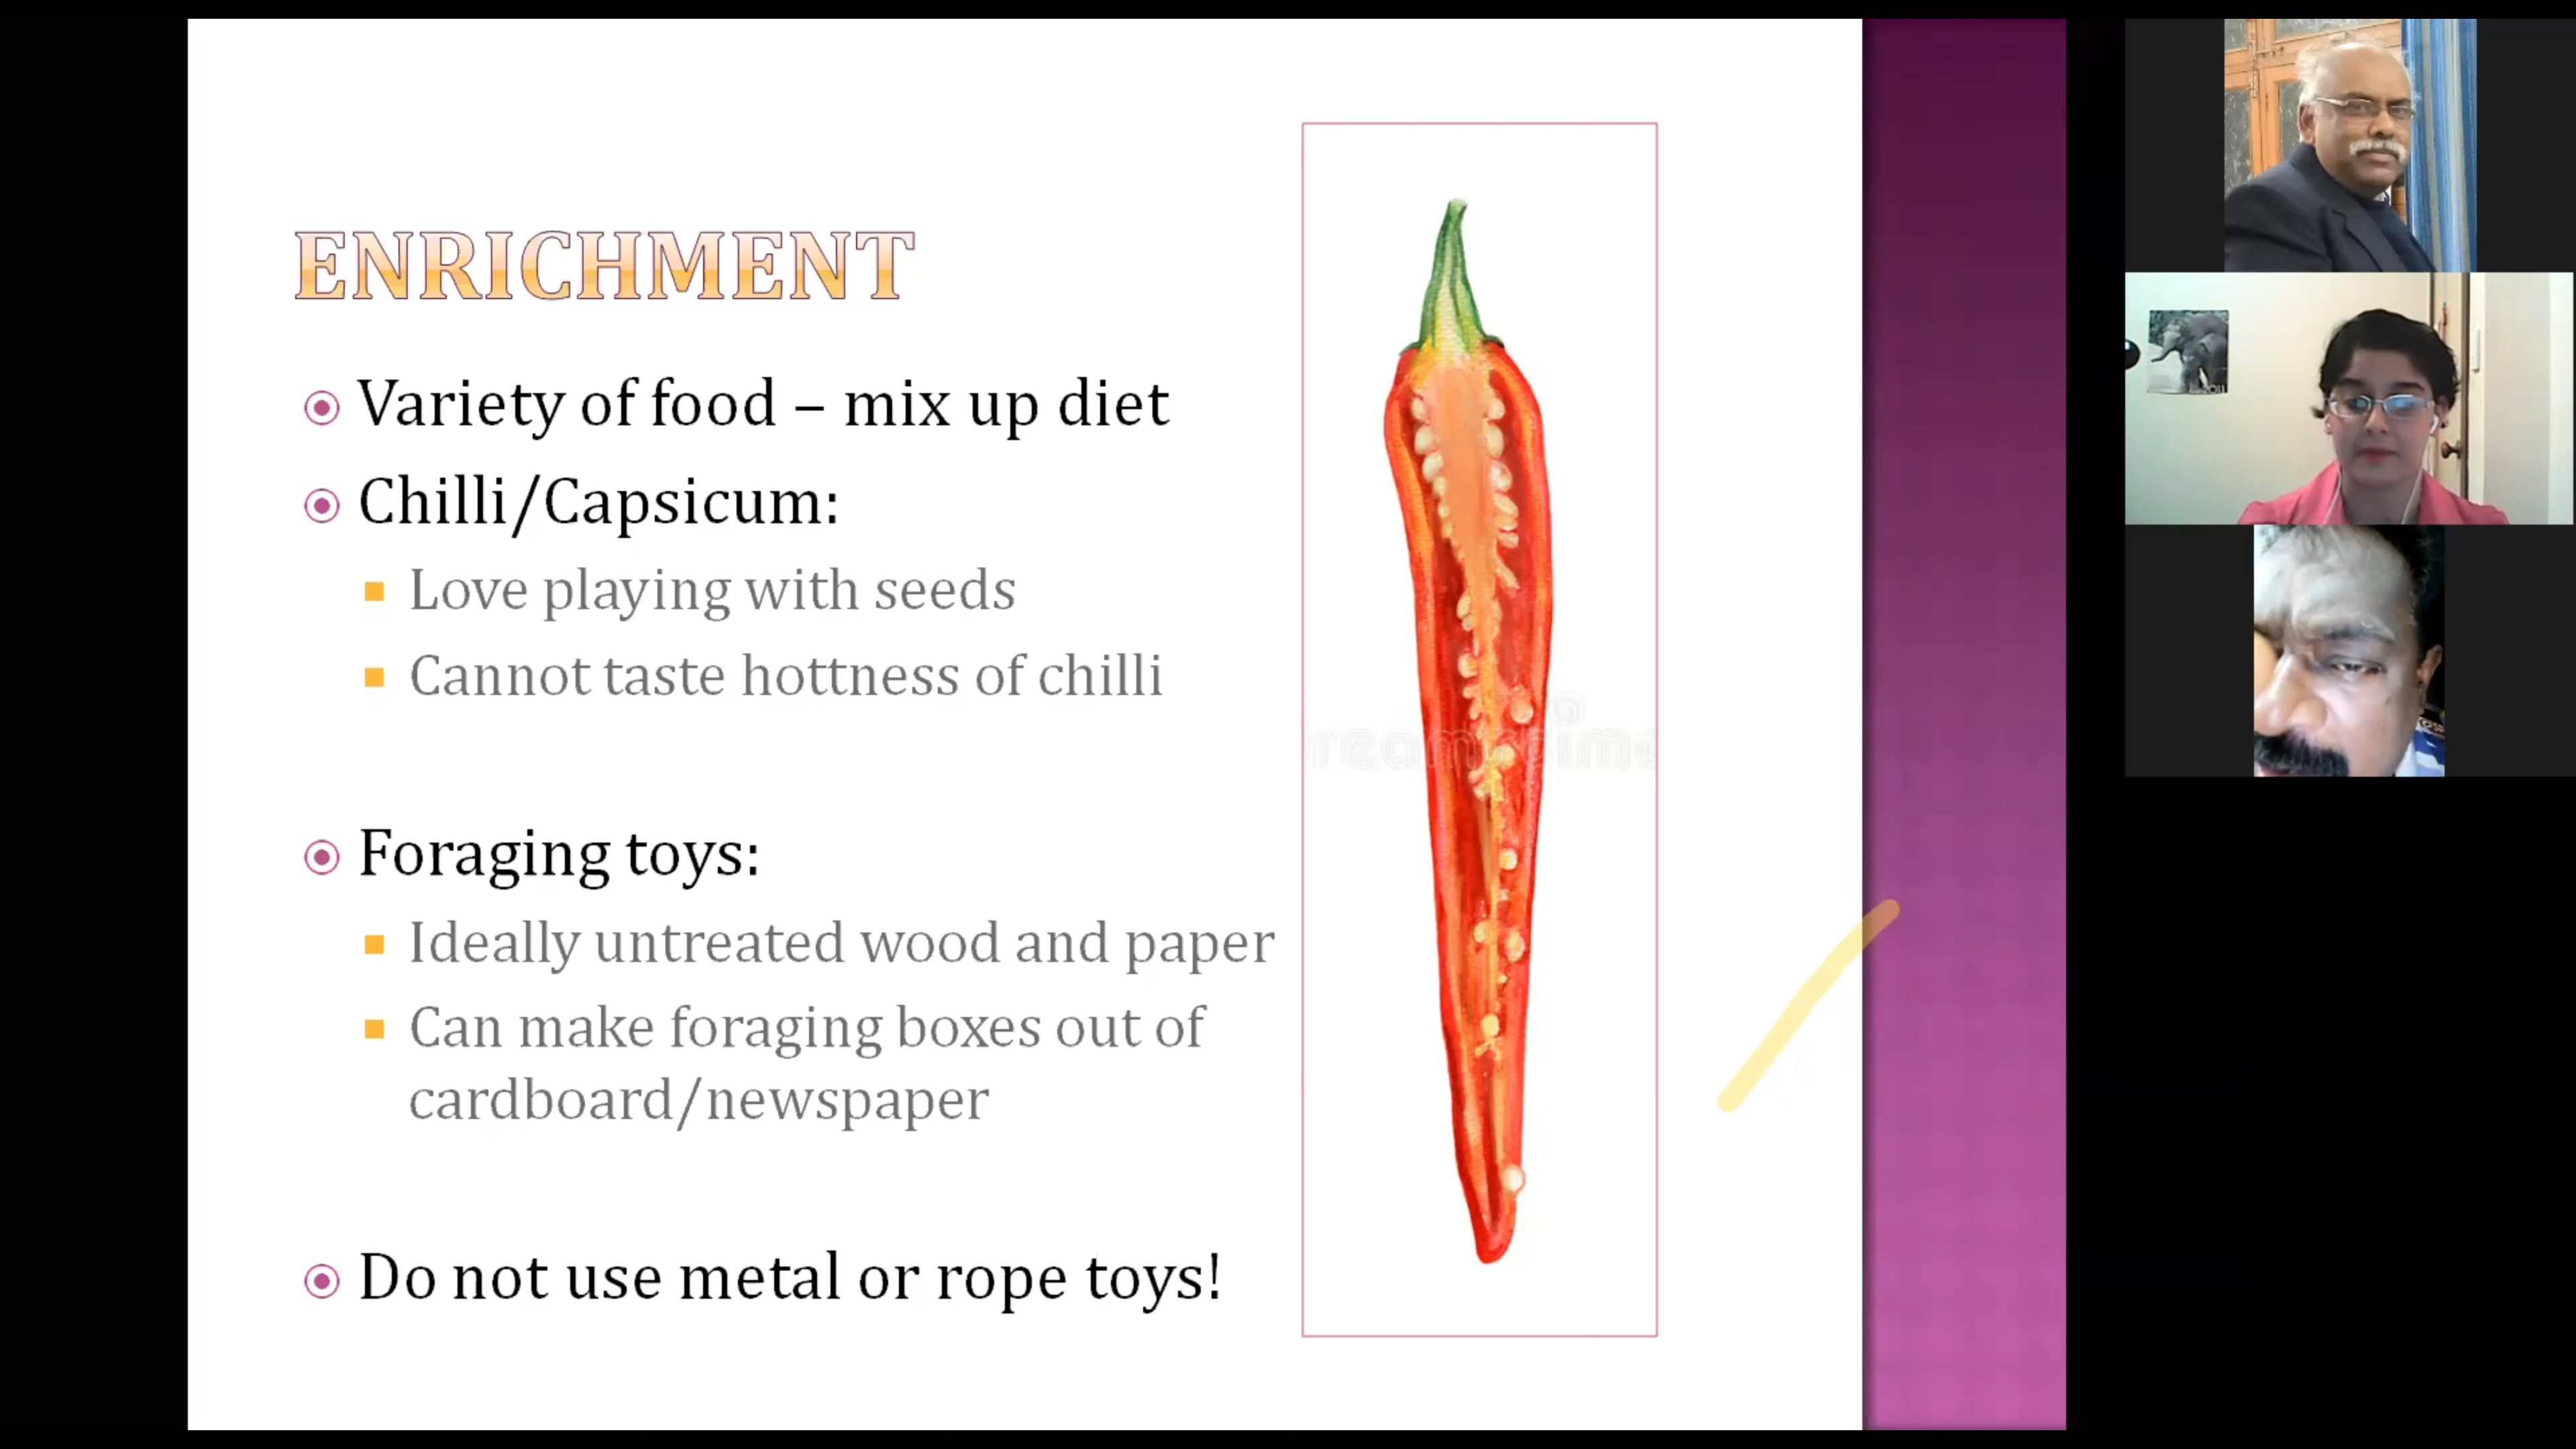 ENRICHMENT
Variety of food – mix up diet
Chilli/Capsicum:
Love playing with seeds
Cannot taste hottness of chilli
Foraging toys:
Ideally untreated wood and paper
Can make foraging boxes out of
cardboard/newspaper
Do not use metal or rope toys!